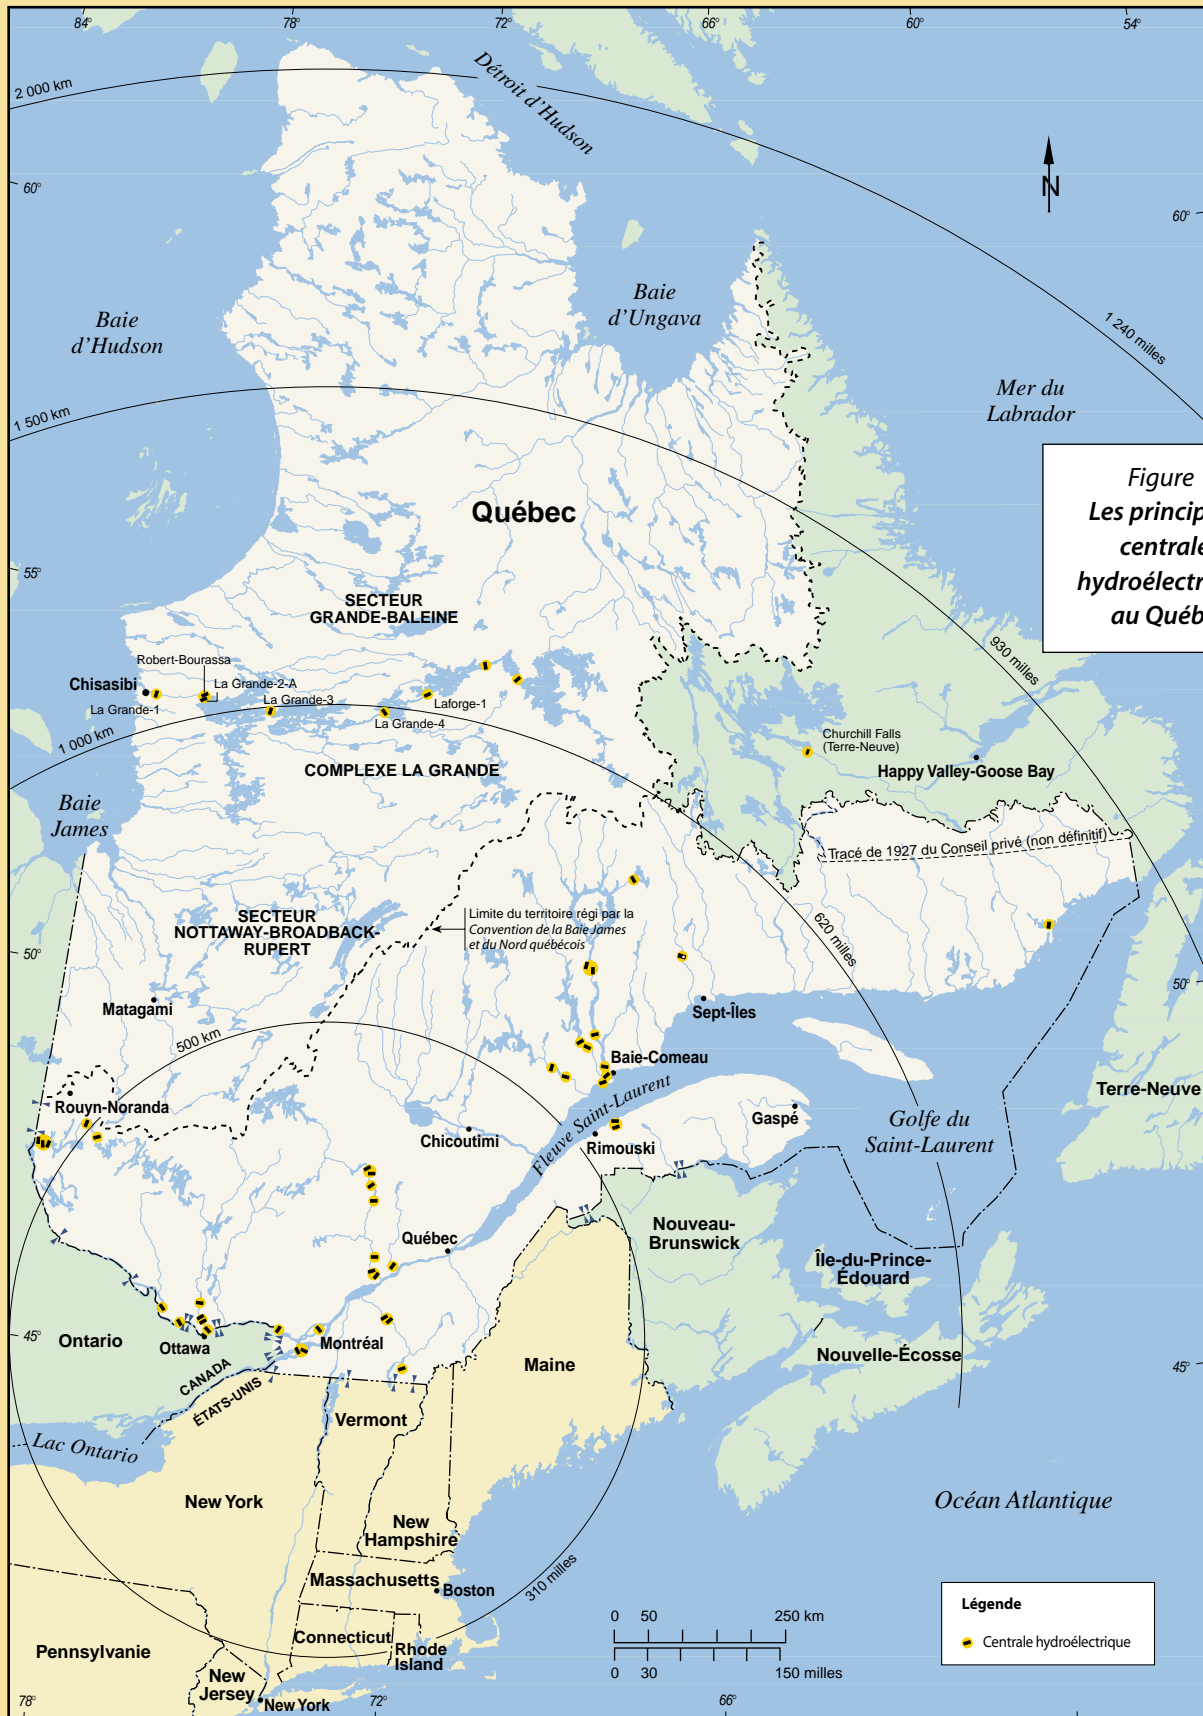 84°
78°
72°
66°
60°
54°
2 000 km
Détroit d'Hudson
N
60°
60°
Baie
d'Hudson
Baie
d'Ungava
1 240 milles
Mer du
Labrador
1 500 km
Figure
Les princip
centrale
hydroélectr
au Québ
Québec
55°
SECTEUR
GRANDE-BALEINE
930 milles
Robert-Bourassa
La Grande-2-A
Chisasibi
La Grande-1
La Grande-3
Laforge-1
La Grande-4
1 000 km
Churchill Falls
(Terre-Neuve)
Happy Valley-Goose Bay
COMPLEXE LA GRANDE
Baie
James
Tracé de 1927 du Conseil privé (non définitif)
SECTEUR
NOTTAWAY-BROADBACK-
RUPERT
Limite du territoire régi par la
Convention de la Baie James
et du Nord québécois
620 milles
50°
50°
Matagami
Sept-Îles
500 km
Baie-Comeau
Rouyn-Noranda
Terre-Neuve
Fleuve Saint-Laurent
Gaspé
Golfe du
Saint-Laurent
Chicoutimi
Rimouski
Québec
Nouveau-
Brunswick
Île-du-Prince-
Édouard
Ontario
Ottawa
45°
Montréal
Maine
Nouvelle-Écosse
45°
CANADA
ÉTATS-UNIS
Vermont
Lac Ontario
New York
New
Hampshire
Océan Atlantique
310 milles
Massachusetts
Boston
Légende
Centrale hydroélectrique
0 50 250 km
0 30 150 milles
Connecticut
Rhode
Island
Pennsylvanie
New
Jersey
New York
78°
72°
66°